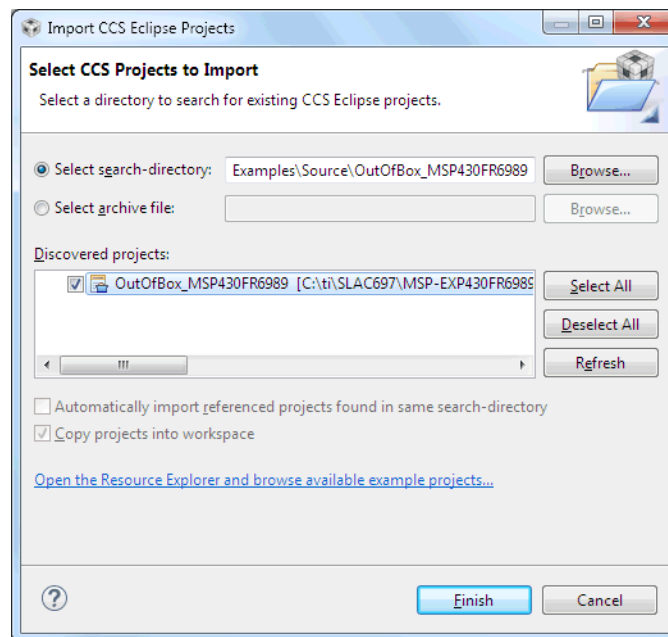 Import CCS Eclipse Projects
Select CCS Projects to Import
Select a directory to search for existing CCS Eclipse projects.
Select search-directory: Examples\Source\OutOfBox_MSP430FR6989 Browse...
Select archive file: Browse...
Discovered projects:
OutOfBox_MSP430FR6989 [C:\ti\SLAC697\MSP-EXP430FR6989
Select All
Deselect All
Refresh
Automatically import referenced projects found in same search-directory
Copy projects into workspace
Open the Resource Explorer and browse available example projects...
? Finish Cancel